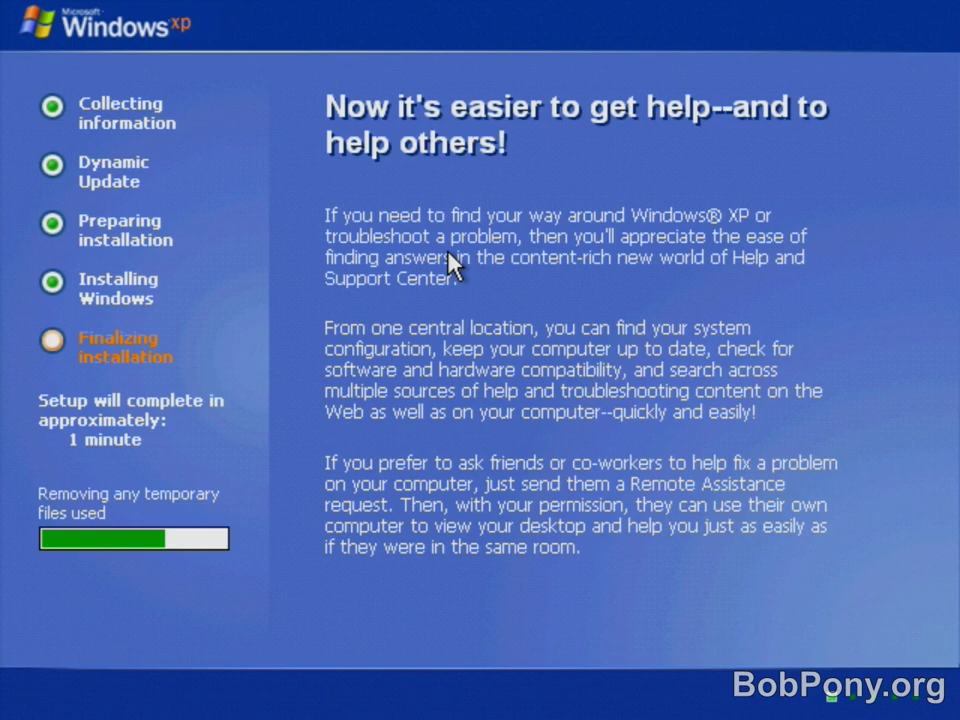 Microsoft
Windows xp
Collecting
information
Dynamic
Update
Preparing
installation
Installing
Windows
Finalizing
installation
Setup will complete in
approximately:
1 minute
Removing any temporary
files used
Now it's easier to get help--and to
help others!
If you need to find your way around Windows® XP or
troubleshoot a problem, then you'll appreciate the ease of
finding answers in the content-rich new world of Help and
Support Center.
From one central location, you can find your system
configuration, keep your computer up to date, check for
software and hardware compatibility, and search across
multiple sources of help and troubleshooting content on the
Web as well as on your computer--quickly and easily!
If you prefer to ask friends or co-workers to help fix a problem
on your computer, just send them a Remote Assistance
request. Then, with your permission, they can use their own
computer to view your desktop and help you just as easily as
if they were in the same room.
BobPony.org